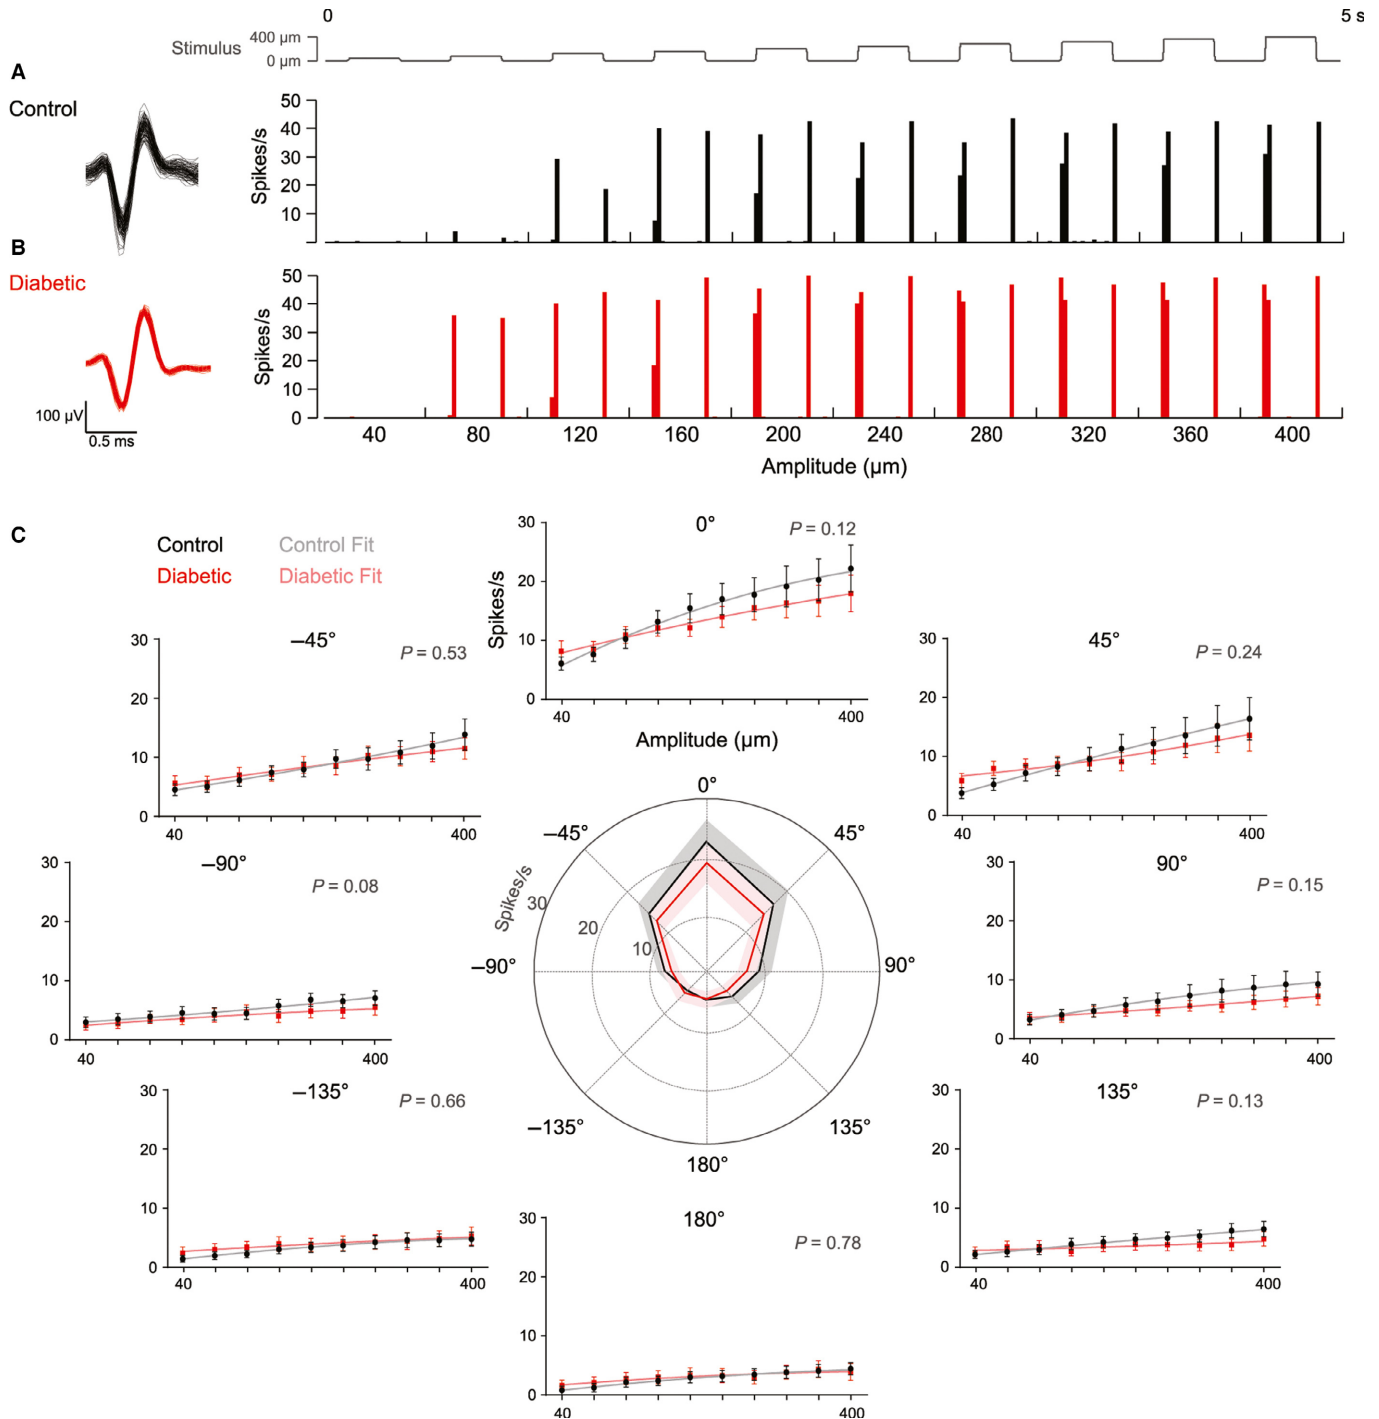 0 5 s
Stimulus 400 µm
0 µm
A
Control
Spikes/s
50
40
30
20
10
B
Diabetic
Spikes/s
50
40
30
20
10
0
100 µV
0.5 ms
40 80 120 160 200 240 280 320 360 400
Amplitude (µm)
C
Control Control Fit
Diabetic Diabetic Fit
0°
P = 0.12
Spikes/s
30
20
10
0
40 400
Amplitude (µm)
–45°
P = 0.53
30
20
10
0
40 400
45°
P = 0.24
30
20
10
0
40 400
–90°
P = 0.08
30
20
10
0
40 400
0°
–45° 45°
Spikes/s
30
20
10
–90° 90°
–135° 135°
180°
90°
P = 0.15
30
20
10
0
40 400
–135°
P = 0.66
30
20
10
0
40 400
135°
P = 0.13
30
20
10
0
40 400
180°
P = 0.78
30
20
10
0
40 400